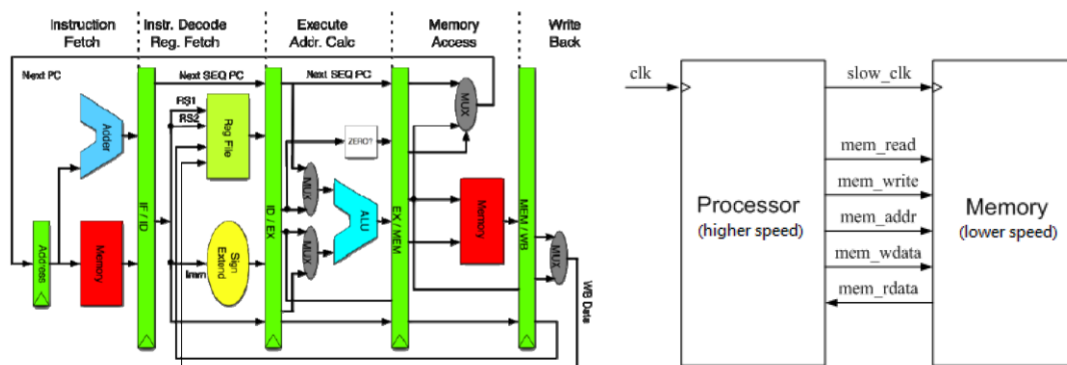 Instruction
Fetch
Instr. Decode
Reg. Fetch
Execute
Addr. Calc
Memory
Access
Write
Back
Next PC
Next SEQ PC
Next SEQ PC
RS1
RS2
Imm
Adder
Address
Memory
IF / ID
Reg File
Sign
Extend
ID / EX
MUX
MUX
ZERO?
ALU
EX / MEM
MUX
Memory
MEM / WB
MUX
WB Data
clk
Processor
(higher speed)
slow_clk
mem_read
mem_write
mem_addr
mem_wdata
mem_rdata
Memory
(lower speed)